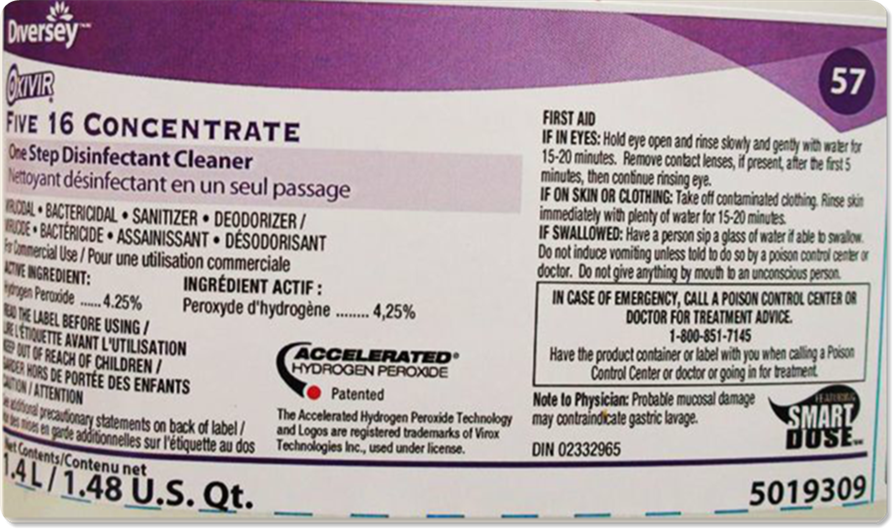 Diversey™
OXIVIR
FIVE 16 CONCENTRATE
One Step Disinfectant Cleaner
Nettoyant désinfectant en un seul passage
VIRUCIDAL • BACTERICIDAL • SANITIZER • DEODORIZER /
VIRUCIDE • BACTÉRICIDE • ASSAINISSANT • DÉSODORISANT
For Commercial Use / Pour une utilisation commerciale
ACTIVE INGREDIENT:
Hydrogen Peroxide ...... 4.25%
INGRÉDIENT ACTIF :
Peroxyde d'hydrogène ........ 4,25%
READ THE LABEL BEFORE USING /
LIRE L'ÉTIQUETTE AVANT L'UTILISATION
KEEP OUT OF REACH OF CHILDREN /
GARDER HORS DE PORTÉE DES ENFANTS
CAUTION / ATTENTION
See additional precautionary statements on back of label /
mises en garde additionnelles sur l'étiquette au dos
Net Contents/Contenu net
1.4 L / 1.48 U.S. Qt.
ACCELERATED®
HYDROGEN PEROXIDE
Patented
The Accelerated Hydrogen Peroxide Technology
and Logos are registered trademarks of Virox
Technologies Inc., used under license.
57
FIRST AID
IF IN EYES: Hold eye open and rinse slowly and gently with water for
15-20 minutes. Remove contact lenses, if present, after the first 5
minutes, then continue rinsing eye.
IF ON SKIN OR CLOTHING: Take off contaminated clothing. Rinse skin
immediately with plenty of water for 15-20 minutes.
IF SWALLOWED: Have a person sip a glass of water if able to swallow.
Do not induce vomiting unless told to do so by a poison control center or
doctor. Do not give anything by mouth to an unconscious person.
IN CASE OF EMERGENCY, CALL A POISON CONTROL CENTER OR
DOCTOR FOR TREATMENT ADVICE.
1-800-851-7145
Have the product container or label with you when calling a Poison
Control Center or doctor or going in for treatment.
Note to Physician: Probable mucosal damage
may contraindicate gastric lavage.
DIN 02332965
FEATURING
SMART
DOSE™
5019309